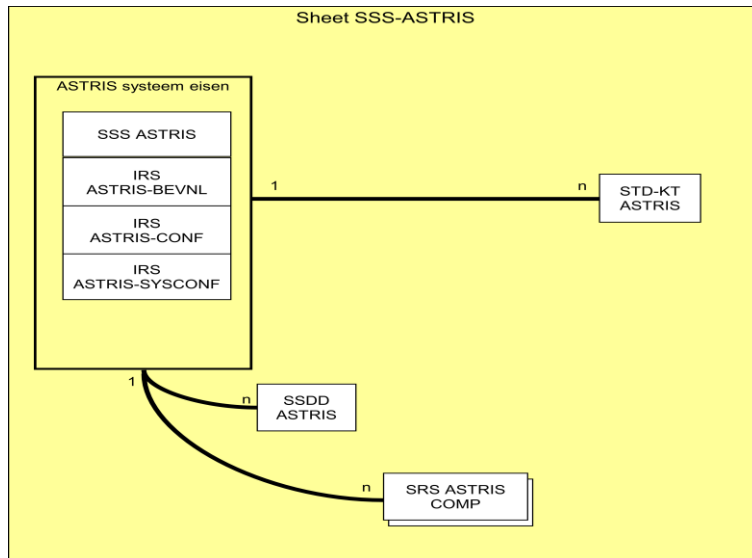 Sheet SSS-ASTRIS
ASTRIS systeem eisen
SSS ASTRIS
IRS
ASTRIS-BEVNL
IRS
ASTRIS-CONF
IRS
ASTRIS-SYSCONF
1
n
STD-KT
ASTRIS
1
n
SSDD
ASTRIS
n
SRS ASTRIS
COMP